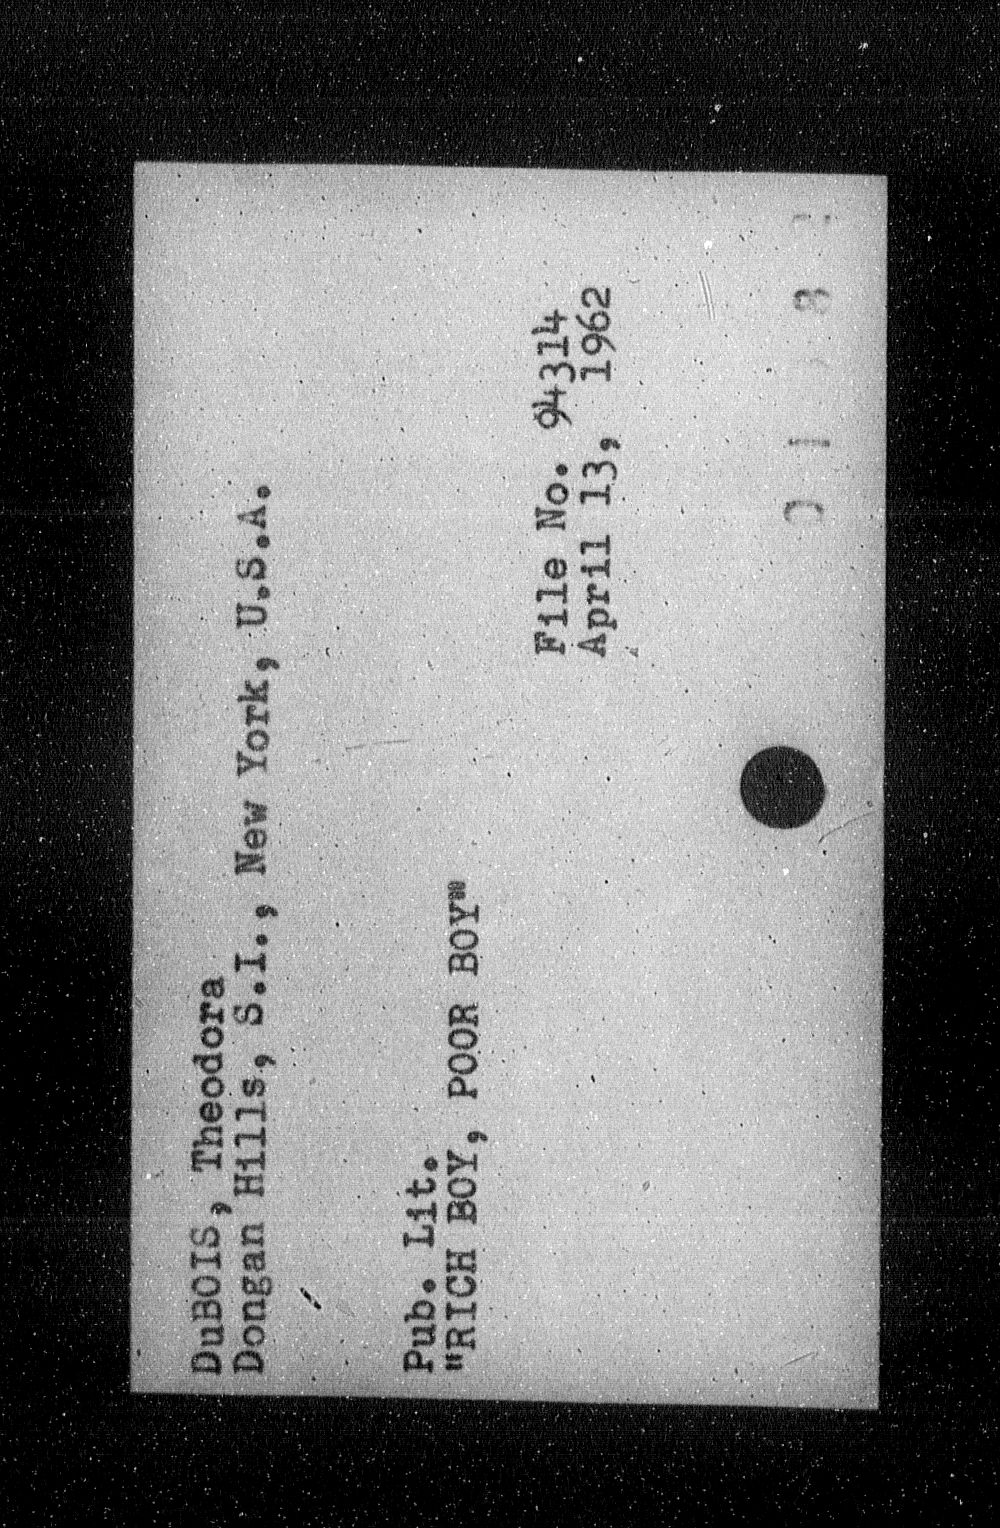 DuBOIS, Theodora
Dongan Hills, S.I., New York, U.S.A.
Pub. Lit.
"RICH BOY, POOR BOY"
File No. 94314
April 13, 1962